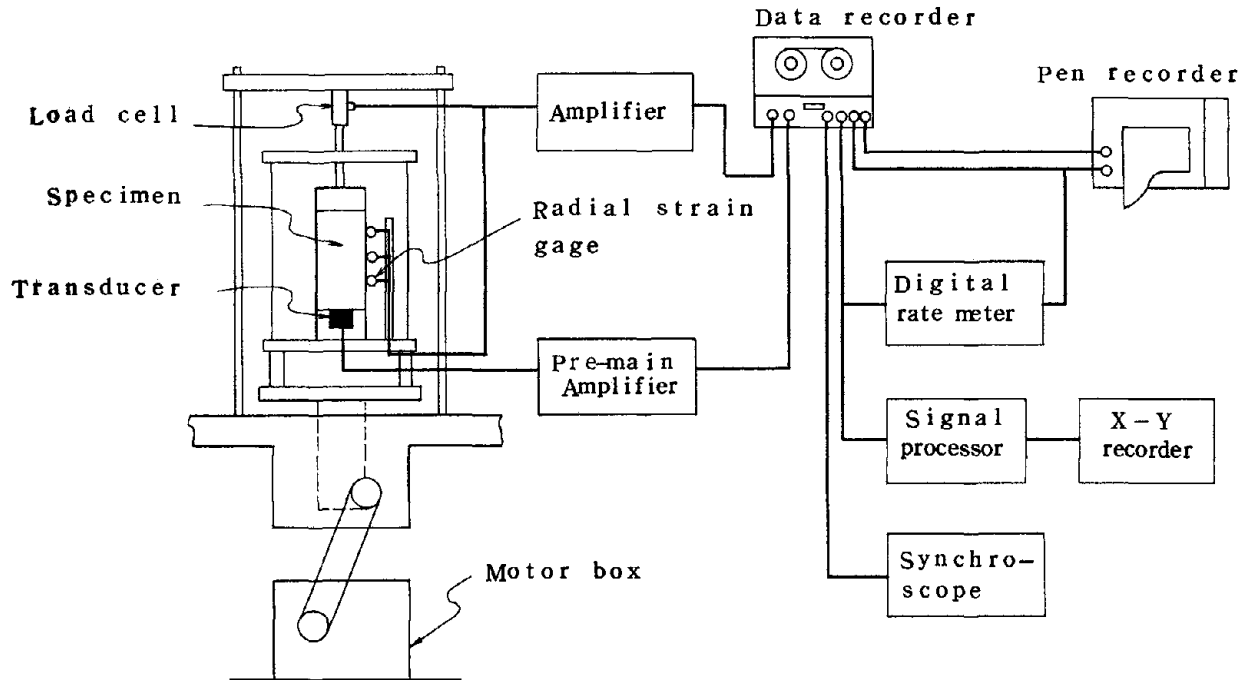 Data recorder
Pen recorder
Load cell
Amplifier
Specimen
Radial strain
gage
Transducer
Digital
rate meter
Pre-main
Amplifier
Signal
processor
X-Y
recorder
Synchro-
scope
Motor box